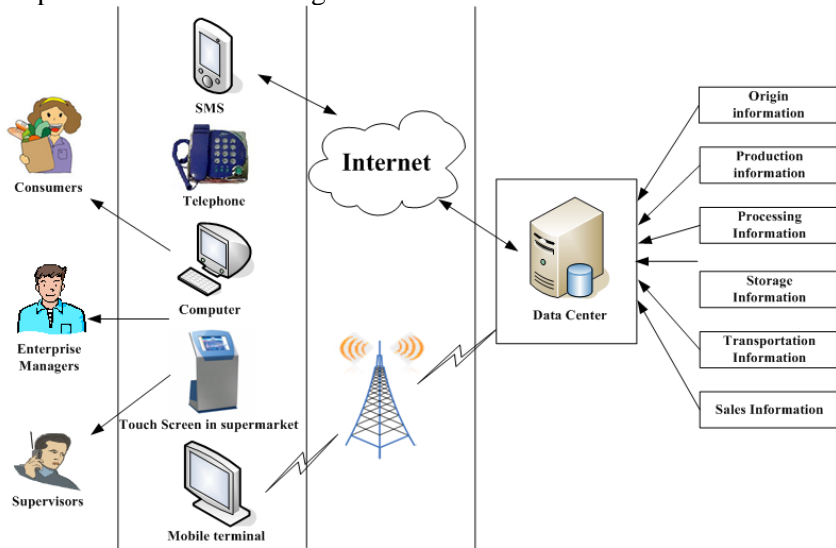 SMS
Telephone
Computer
Touch Screen in supermarket
Mobile terminal
Consumers
Enterprise
Managers
Supervisors
Internet
Data Center
Origin
information
Production
information
Processing
Information
Storage
Information
Transportation
Information
Sales Information